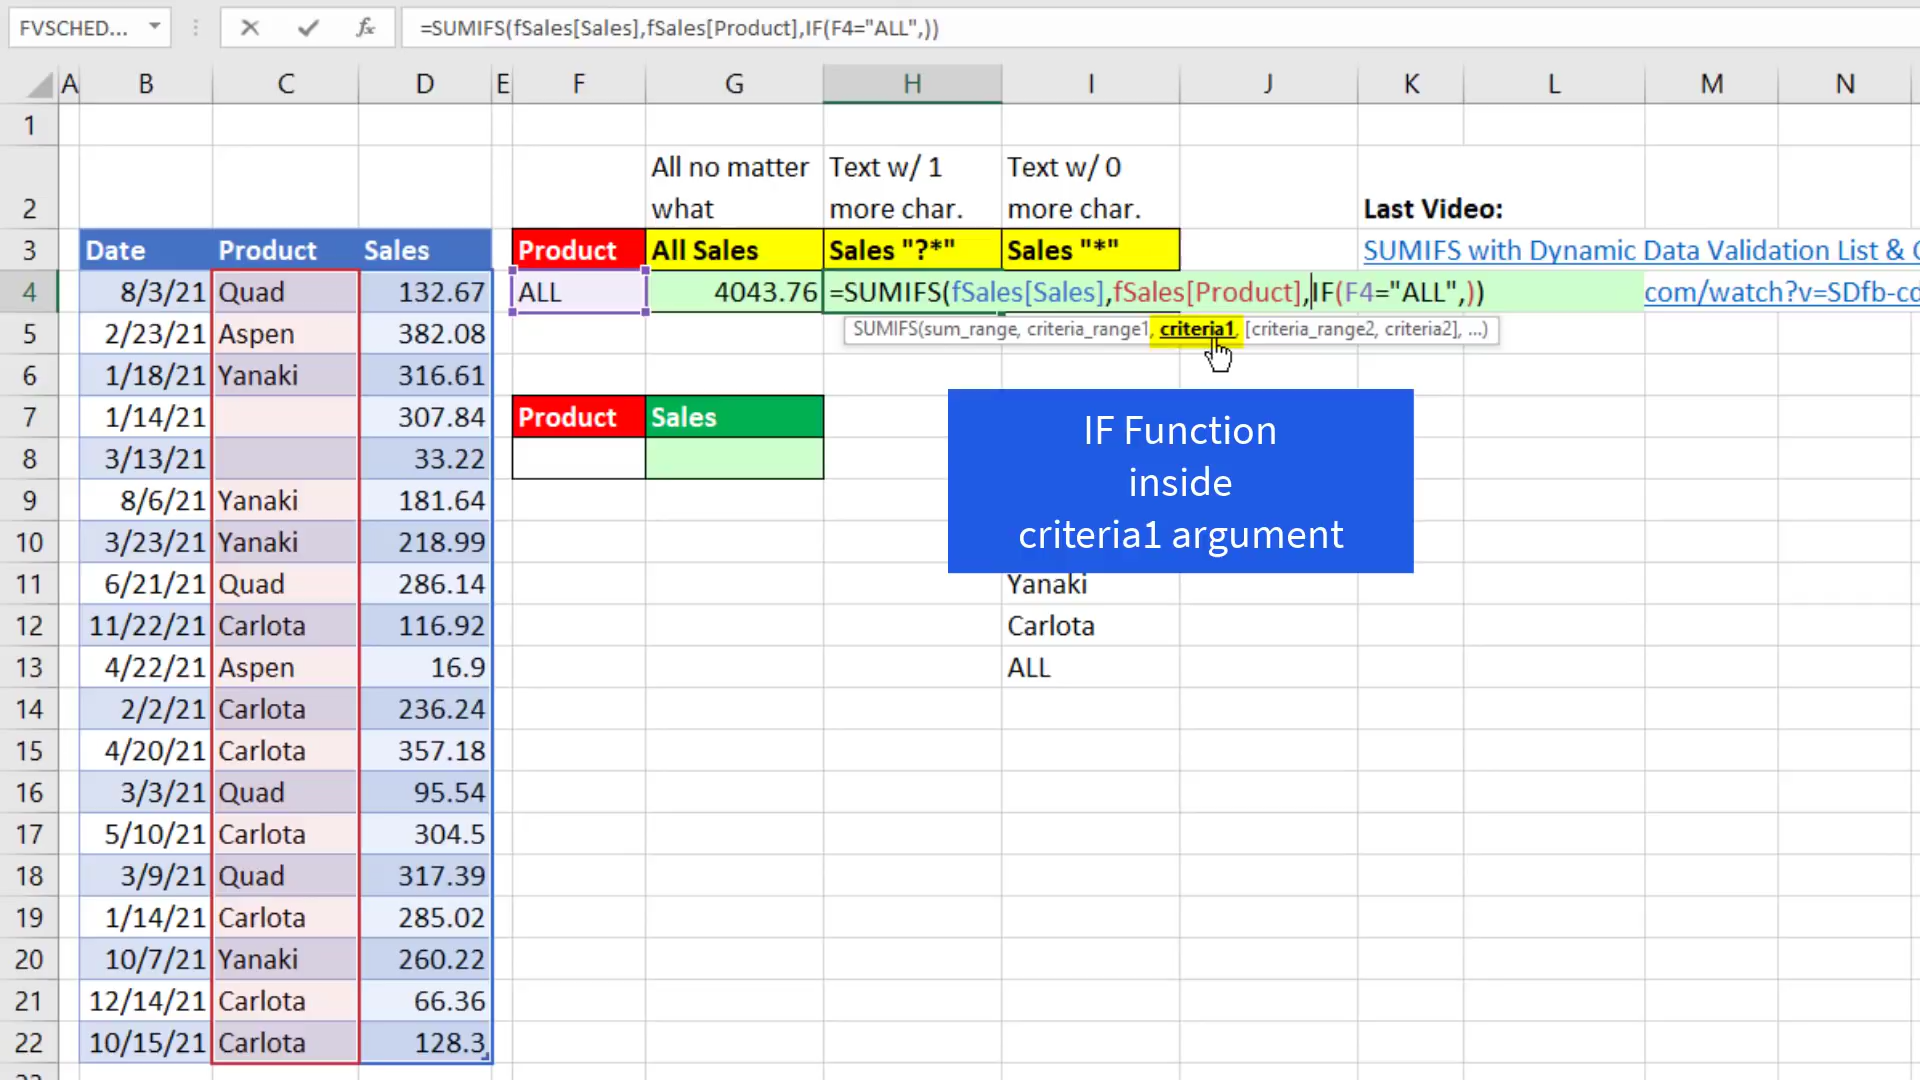 FVSCHED...
fx
=SUMIFS(fSales[Sales],fSales[Product],IF(F4="ALL",))
A B C D E F G H I J K L M N
1
All no matter Text w/ 1 Text w/ 0
2 what more char. more char. Last Video:
3 Date Product Sales Product All Sales Sales "?*" Sales "*" SUMIFS with Dynamic Data Validation List &
4 8/3/21 Quad 132.67 ALL 4043.76 =SUMIFS(fSales[Sales],fSales[Product],IF(F4="ALL",)) com/watch?v=SDfb-cd
SUMIFS(sum_range, criteria_range1, criteria1, [criteria_range2, criteria2], ...)
5 2/23/21 Aspen 382.08
6 1/18/21 Yanaki 316.61
7 1/14/21 307.84 Product Sales
8 3/13/21 33.22
IF Function
inside
criteria1 argument
9 8/6/21 Yanaki 181.64
10 3/23/21 Yanaki 218.99
11 6/21/21 Quad 286.14 Yanaki
12 11/22/21 Carlota 116.92 Carlota
13 4/22/21 Aspen 16.9 ALL
14 2/2/21 Carlota 236.24
15 4/20/21 Carlota 357.18
16 3/3/21 Quad 95.54
17 5/10/21 Carlota 304.5
18 3/9/21 Quad 317.39
19 1/14/21 Carlota 285.02
20 10/7/21 Yanaki 260.22
21 12/14/21 Carlota 66.36
22 10/15/21 Carlota 128.3